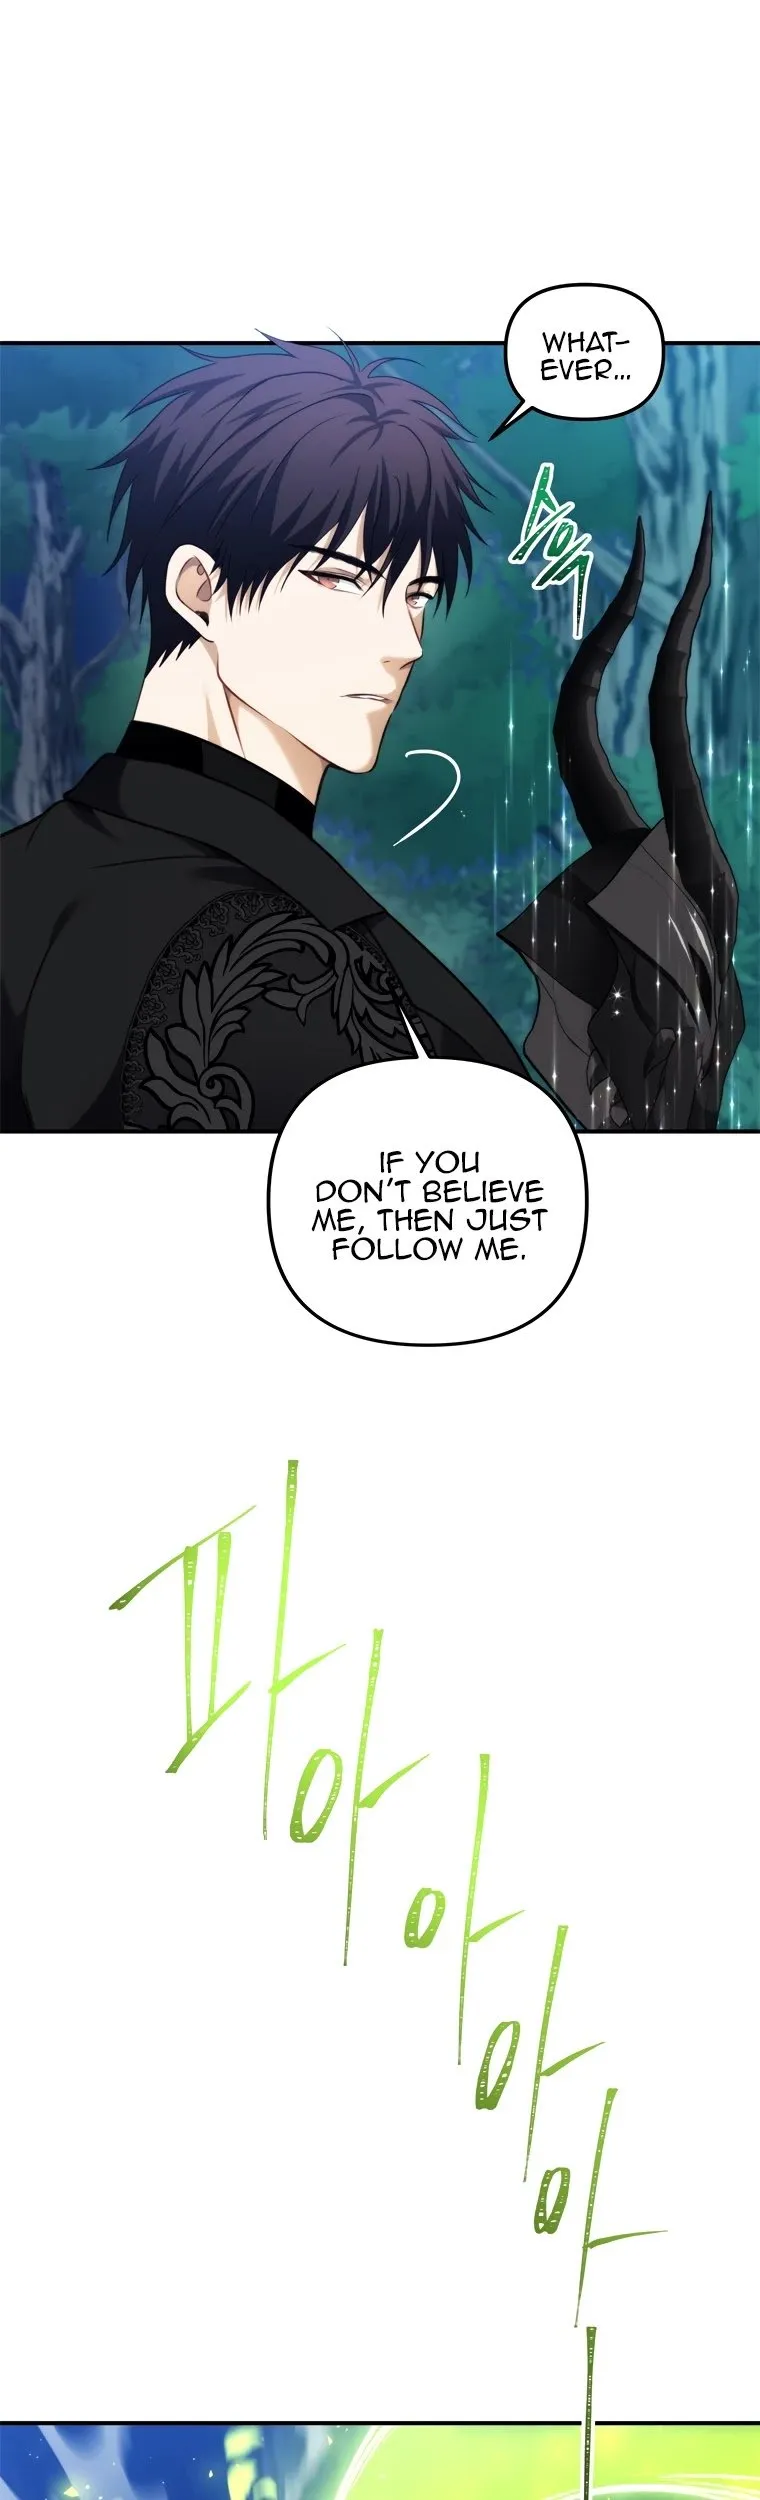 WHAT-
EVER...
스윽
IF YOU
DON'T BELIEVE
ME, THEN JUST
FOLLOW ME.
파아아아아